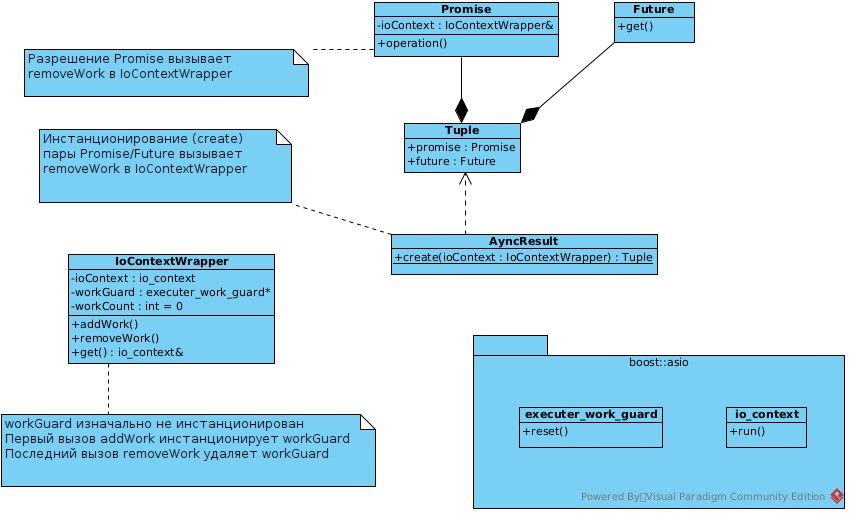 Promise
-ioContext : IoContextWrapper&
+operation()
Future
+get()
Разрешение Promise вызывает
removeWork в IoContextWrapper
Tuple
+promise : Promise
+future : Future
Инстанционирование (create)
пары Promise/Future вызывает
removeWork в IoContextWrapper
AyncResult
+create(ioContext : IoContextWrapper) : Tuple
IoContextWrapper
-ioContext : io_context
-workGuard : executer_work_guard*
-workCount : int = 0
+addWork()
+removeWork()
+get() : io_context&
boost::asio
executer_work_guard
+reset()
io_context
+run()
workGuard изначально не инстанционирован
Первый вызов addWork инстанционирует workGuard
Последний вызов removeWork удаляет workGuard
Powered By Visual Paradigm Community Edition